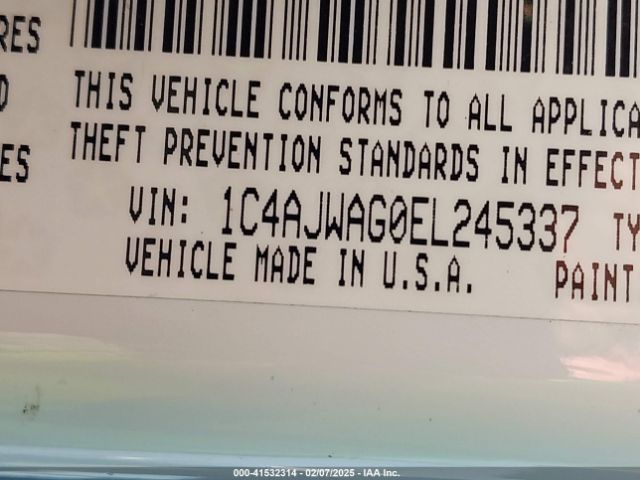 RES
THIS VEHICLE CONFORMS TO ALL APPLICA
THEFT PREVENTION STANDARDS IN EFFECT
ES
VIN: 1C4AJWAG0EL245337 TY
VEHICLE MADE IN U.S.A. PAINT
000-41532314 - 02/07/2025 - IAA Inc.